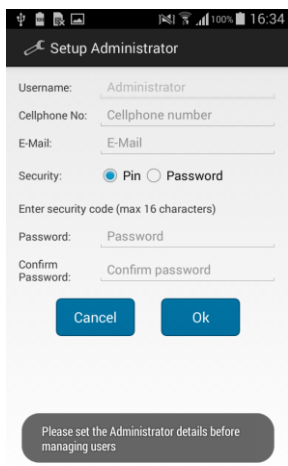 100% 16:34
Setup Administrator
Username: Administrator
Cellphone No: Cellphone number
E-Mail: E-Mail
Security: Pin Password
Enter security code (max 16 characters)
Password: Password
Confirm
Password: Confirm password
Cancel Ok
Please set the Administrator details before
managing users